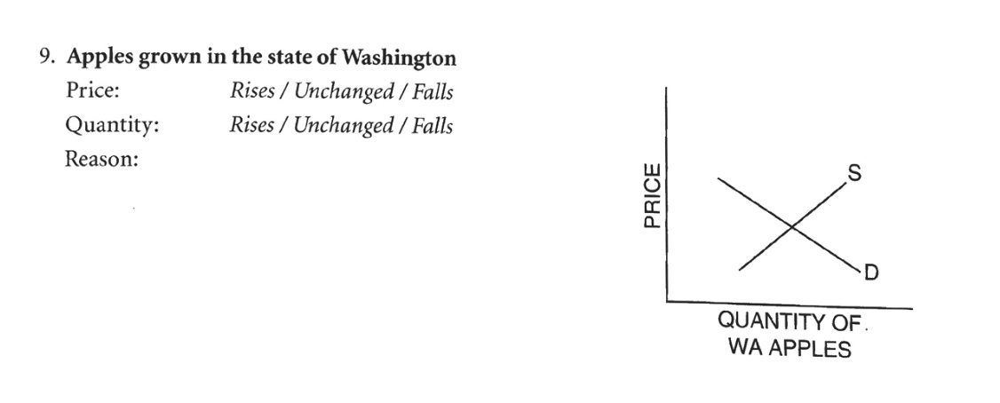 9. Apples grown in the state of Washington
Price: Rises / Unchanged / Falls
Quantity: Rises / Unchanged / Falls
Reason:
PRICE
S
D
QUANTITY OF.
WA APPLES